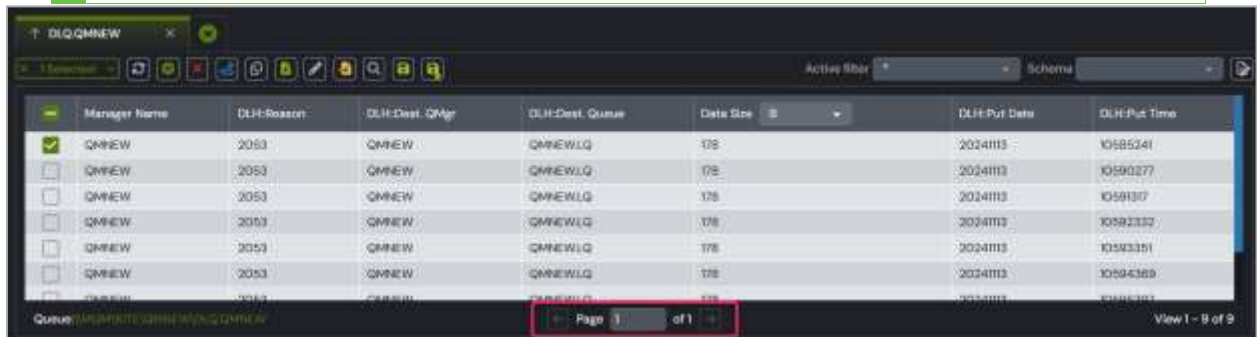 DLQ.QMNEW
1 Selected
Active filter * Schema
Manager Name DLH:Reason DLH:Dest. QMgr DLH:Dest. Queue Data Size B DLH:Put Date DLH:Put Time
QMNEW 2053 QMNEW QMNEW.LQ 178 20241113 10585241
QMNEW 2053 QMNEW QMNEW.LQ 178 20241113 10590277
QMNEW 2053 QMNEW QMNEW.LQ 178 20241113 10591317
QMNEW 2053 QMNEW QMNEW.LQ 178 20241113 10592332
QMNEW 2053 QMNEW QMNEW.LQ 178 20241113 10593351
QMNEW 2053 QMNEW QMNEW.LQ 178 20241113 10594369
Queue: Page 1 of 1 View 1 - 9 of 9